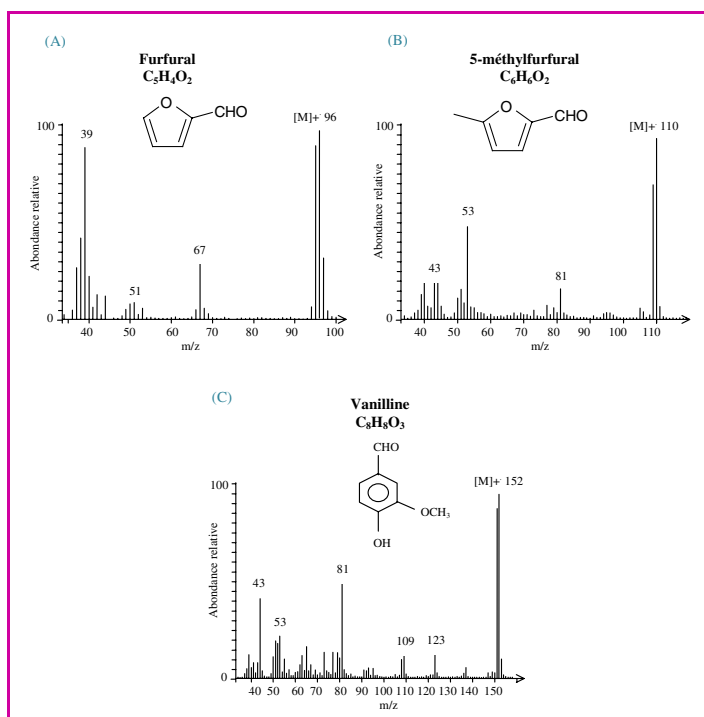 (A)
Furfural
C₅H₄O₂
O
CHO
[M]+· 96
100
39
67
51
Abondance relative
0
40 50 60 70 80 90 100
m/z
(B)
5-méthylfurfural
C₆H₆O₂
O
CHO
[M]+· 110
100
53
43
81
Abondance relative
0
40 50 60 70 80 90 100 110
m/z
(C)
Vanilline
C₈H₈O₃
CHO
OCH₃
OH
[M]+· 152
100
81
43
53
109
123
Abondance relative
0
40 50 60 70 80 90 100 110 120 130 140 150
m/z